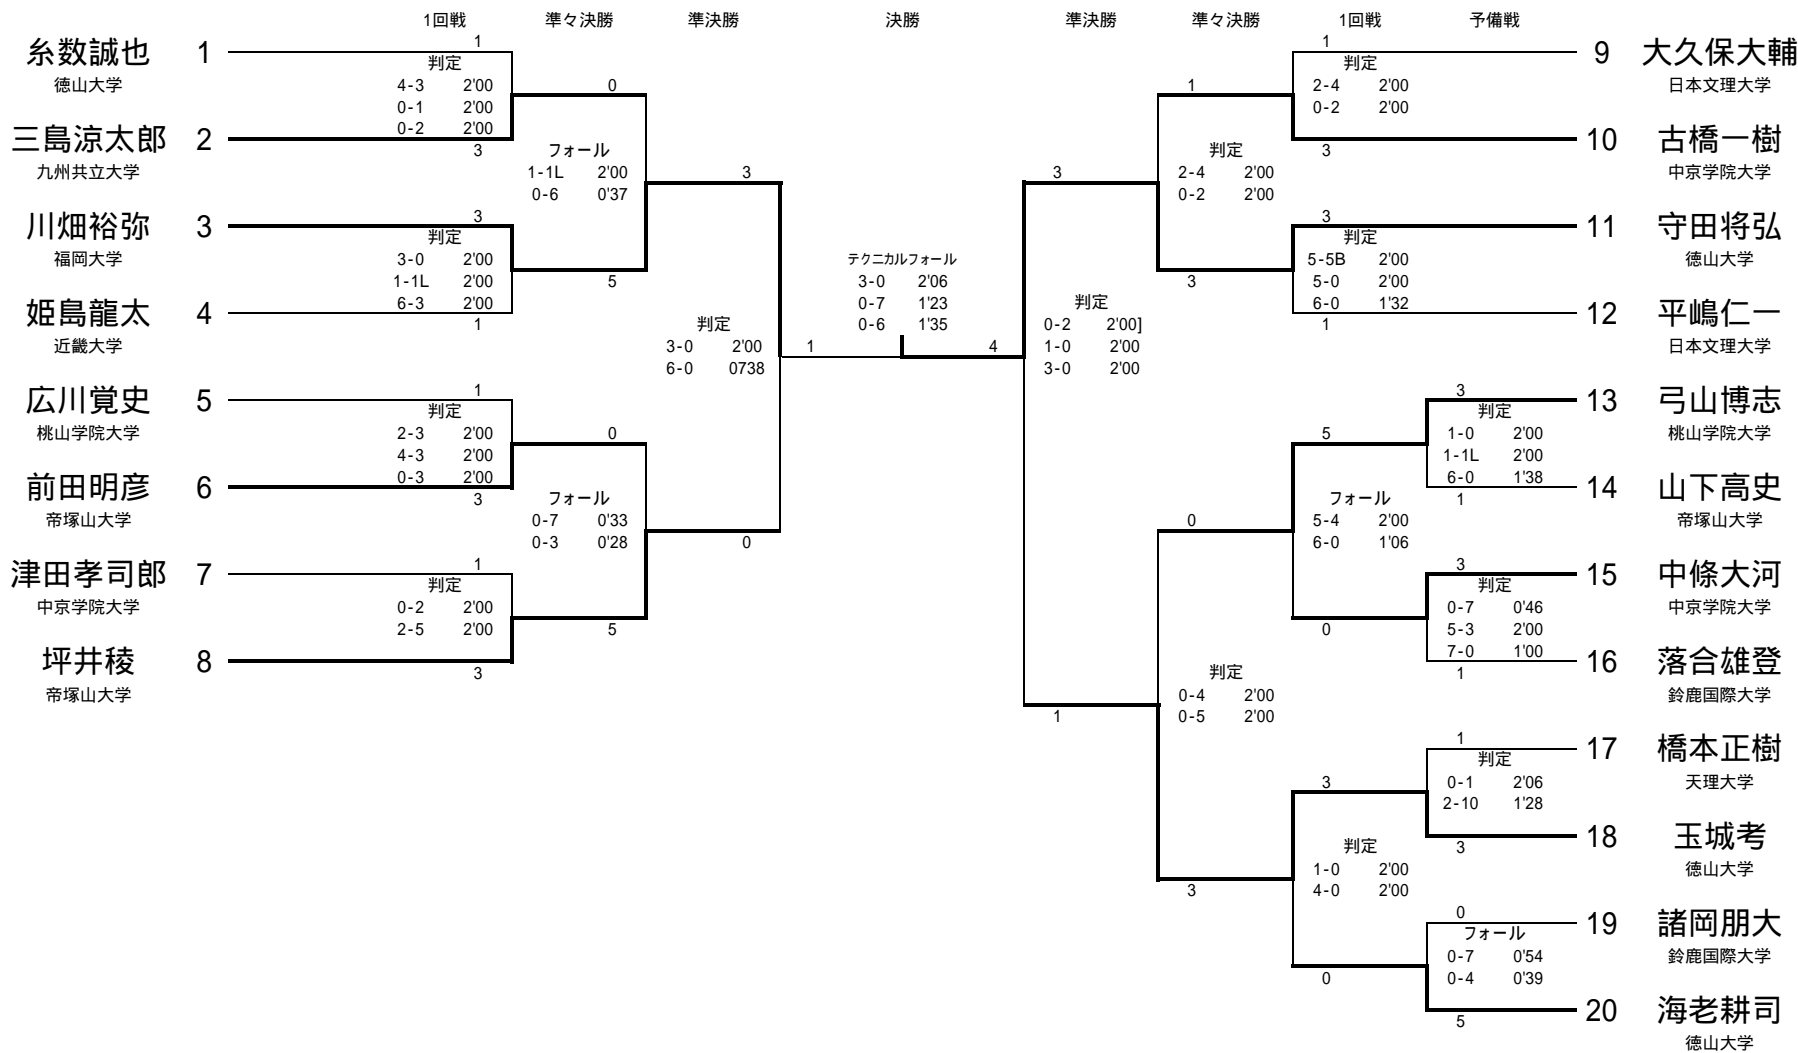 1回戦 準々決勝 準決勝 決勝 準決勝 準々決勝 1回戦 予備戦
糸数誠也 1
徳山大学
1
判定
4-3 2'00
0-1 2'00
0-2 2'00
三島涼太郎 2
九州共立大学
3
0
フォール
1-1L 2'00
0-6 0'37
川畑裕弥 3
福岡大学
3
判定
3-0 2'00
1-1L 2'00
6-3 2'00
姫島龍太 4
近畿大学
1
5
3
判定
3-0 2'00
6-0 0738
広川覚史 5
桃山学院大学
1
判定
2-3 2'00
4-3 2'00
0-3 2'00
前田明彦 6
帝塚山大学
3
0
フォール
0-7 0'33
0-3 0'28
津田孝司郎 7
中京学院大学
1
判定
0-2 2'00
2-5 2'00
坪井稜 8
帝塚山大学
3
5
0
テクニカルフォール
3-0 2'06
0-7 1'23
0-6 1'35
1 4
9 大久保大輔
日本文理大学
1
判定
2-4 2'00
0-2 2'00
10 古橋一樹
中京学院大学
3
1
判定
2-4 2'00
0-2 2'00
11 守田将弘
徳山大学
3
判定
5-5B 2'00
5-0 2'00
6-0 1'32
12 平嶋仁一
日本文理大学
1
3
3
判定
0-2 2'00]
1-0 2'00
3-0 2'00
13 弓山博志
桃山学院大学
3
判定
1-0 2'00
1-1L 2'00
6-0 1'38
14 山下高史
帝塚山大学
1
5
フォール
5-4 2'00
6-0 1'06
15 中條大河
中京学院大学
3
判定
0-7 0'46
5-3 2'00
7-0 1'00
16 落合雄登
鈴鹿国際大学
1
0
0
判定
0-4 2'00
0-5 2'00
1
17 橋本正樹
天理大学
1
判定
0-1 2'06
2-10 1'28
18 玉城考
徳山大学
3
3
判定
1-0 2'00
4-0 2'00
3
19 諸岡朋大
鈴鹿国際大学
0
フォール
0-7 0'54
0-4 0'39
20 海老耕司
徳山大学
5
0